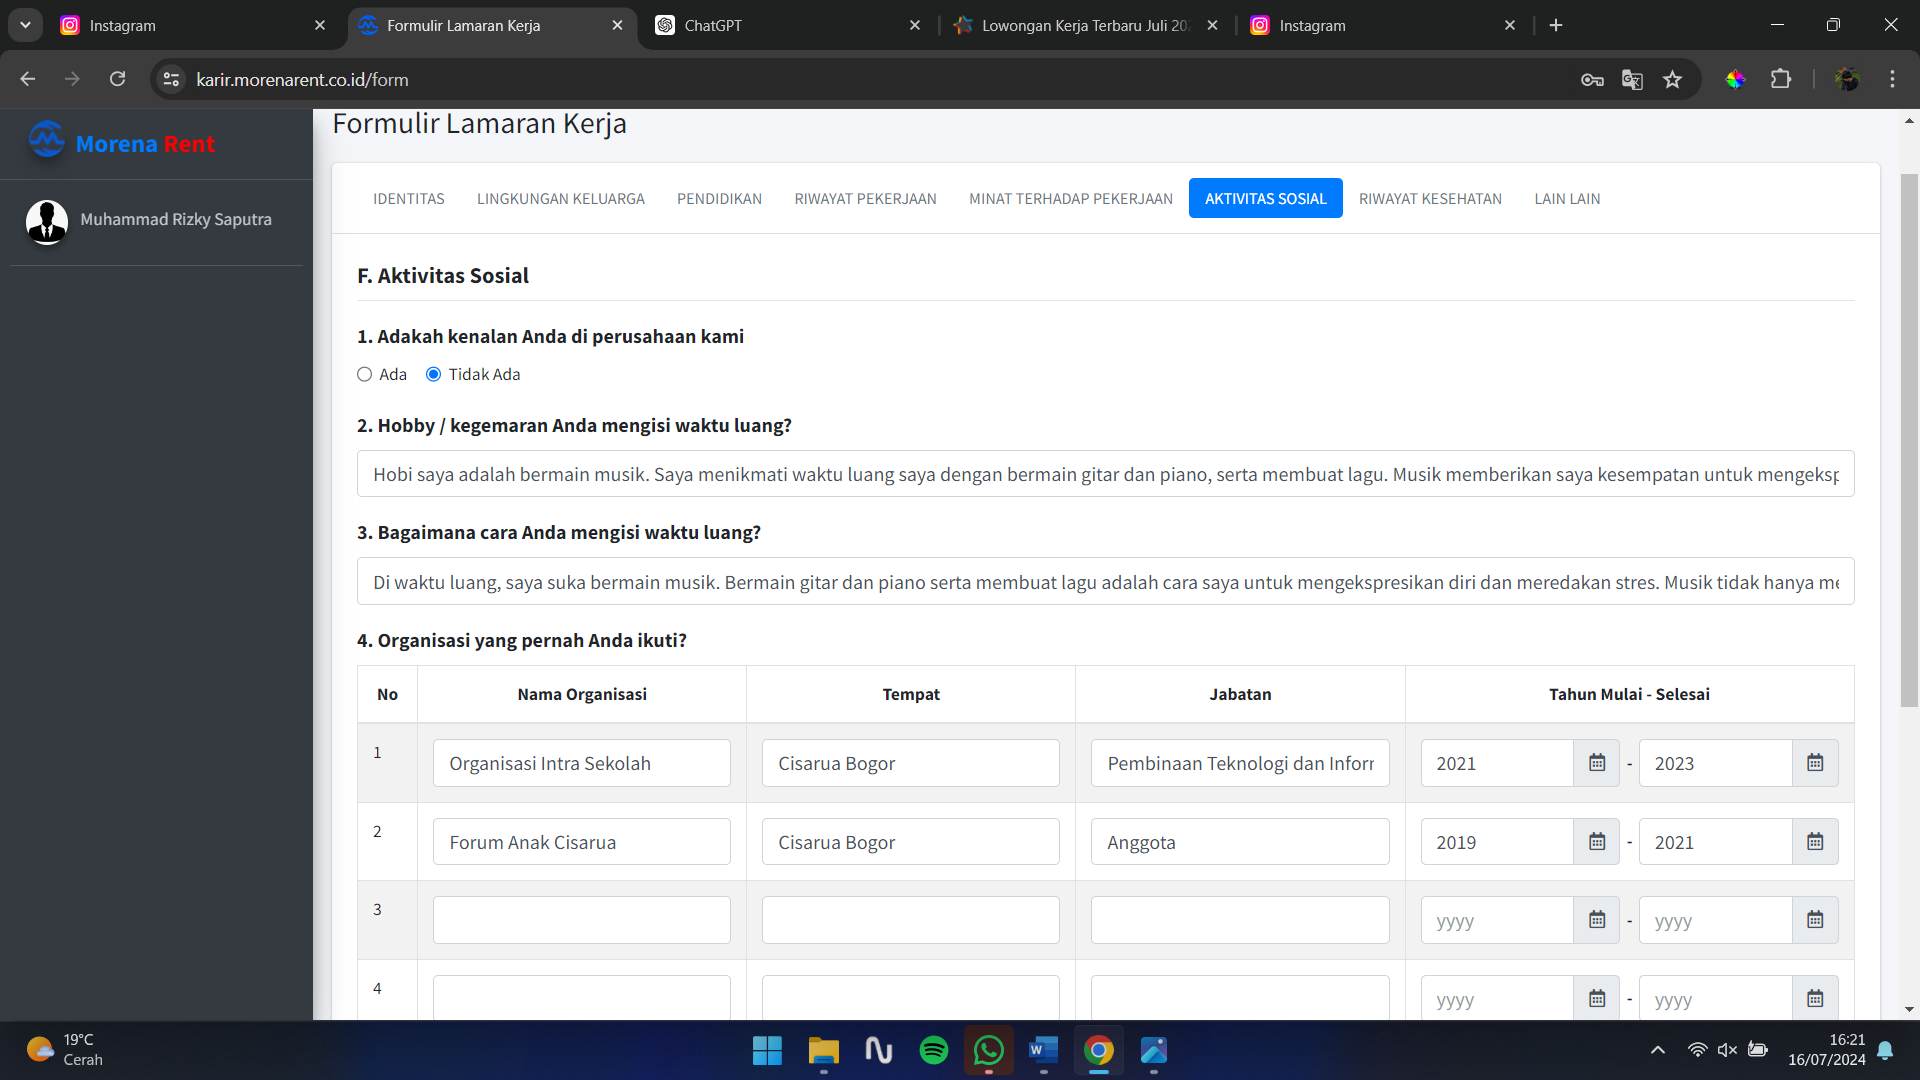 Instagram
Formulir Lamaran Kerja
ChatGPT
Lowongan Kerja Terbaru Juli 20
Instagram
karir.morenarent.co.id/form
Morena Rent
Muhammad Rizky Saputra
Formulir Lamaran Kerja
IDENTITAS LINGKUNGAN KELUARGA PENDIDIKAN RIWAYAT PEKERJAAN MINAT TERHADAP PEKERJAAN AKTIVITAS SOSIAL RIWAYAT KESEHATAN LAIN LAIN
F. Aktivitas Sosial
1. Adakah kenalan Anda di perusahaan kami
Ada Tidak Ada
2. Hobby / kegemaran Anda mengisi waktu luang?
Hobi saya adalah bermain musik. Saya menikmati waktu luang saya dengan bermain gitar dan piano, serta membuat lagu. Musik memberikan saya kesempatan untuk mengeksp
3. Bagaimana cara Anda mengisi waktu luang?
Di waktu luang, saya suka bermain musik. Bermain gitar dan piano serta membuat lagu adalah cara saya untuk mengekspresikan diri dan meredakan stres. Musik tidak hanya me
4. Organisasi yang pernah Anda ikuti?
No Nama Organisasi Tempat Jabatan Tahun Mulai - Selesai
1 Organisasi Intra Sekolah Cisarua Bogor Pembinaan Teknologi dan Infor 2021 - 2023
2 Forum Anak Cisarua Cisarua Bogor Anggota 2019 - 2021
3 yyyy - yyyy
4 yyyy - yyyy
19°C
Cerah
16:21
16/07/2024